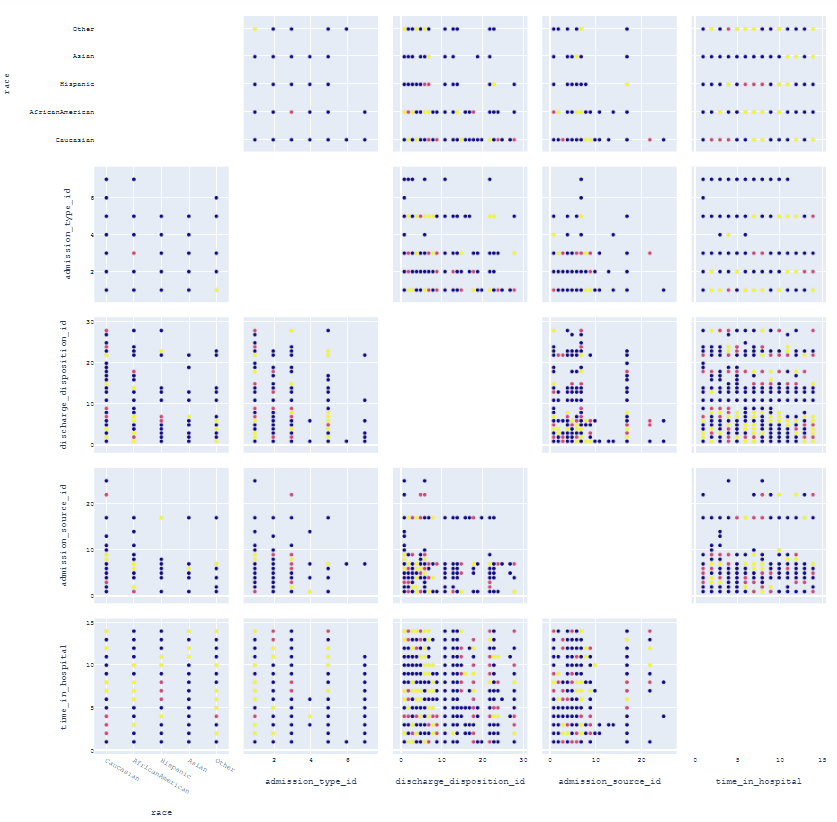 Other
Asian
Hispanic
AfricanAmerican
Caucasian
race
6
4
2
admission_type_id
30
20
10
0
discharge_disposition_id
20
10
0
admission_source_id
15
10
5
0
time_in_hospital
Caucasian
AfricanAmerican
Hispanic
Asian
Other
race
2
4
6
admission_type_id
0
10
20
30
discharge_disposition_id
0
10
20
admission_source_id
0
5
10
15
time_in_hospital